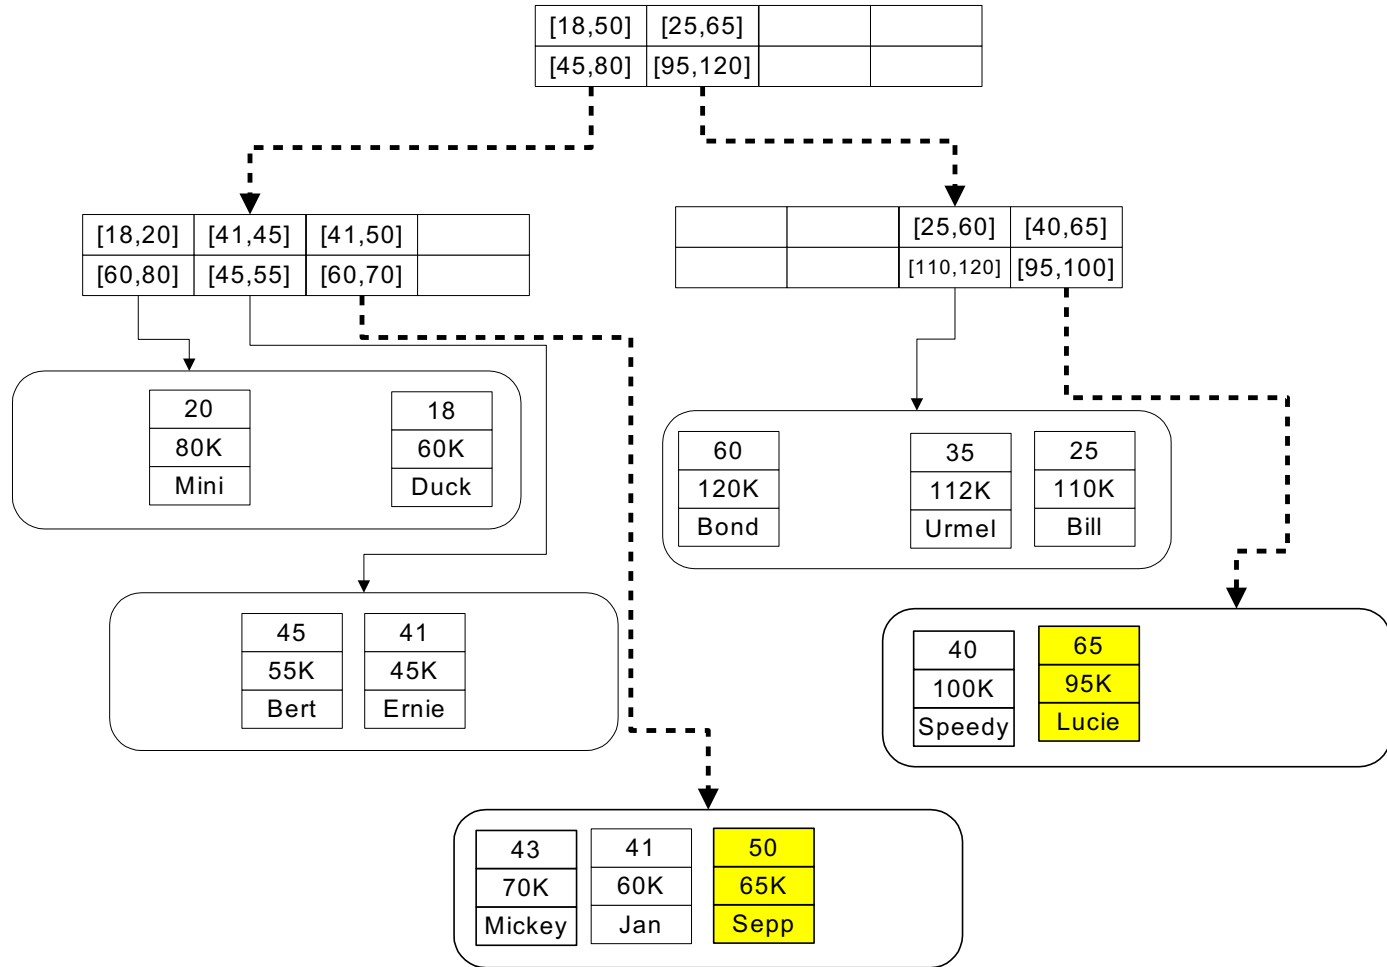 [18,50] [25,65]
[45,80] [95,120]
[18,20] [41,45] [41,50]
[60,80] [45,55] [60,70]
[25,60] [40,65]
[110,120] [95,100]
20
80K
Mini
18
60K
Duck
60
120K
Bond
35
112K
Urmel
25
110K
Bill
45
55K
Bert
41
45K
Ernie
40
100K
Speedy
65
95K
Lucie
43
70K
Mickey
41
60K
Jan
50
65K
Sepp